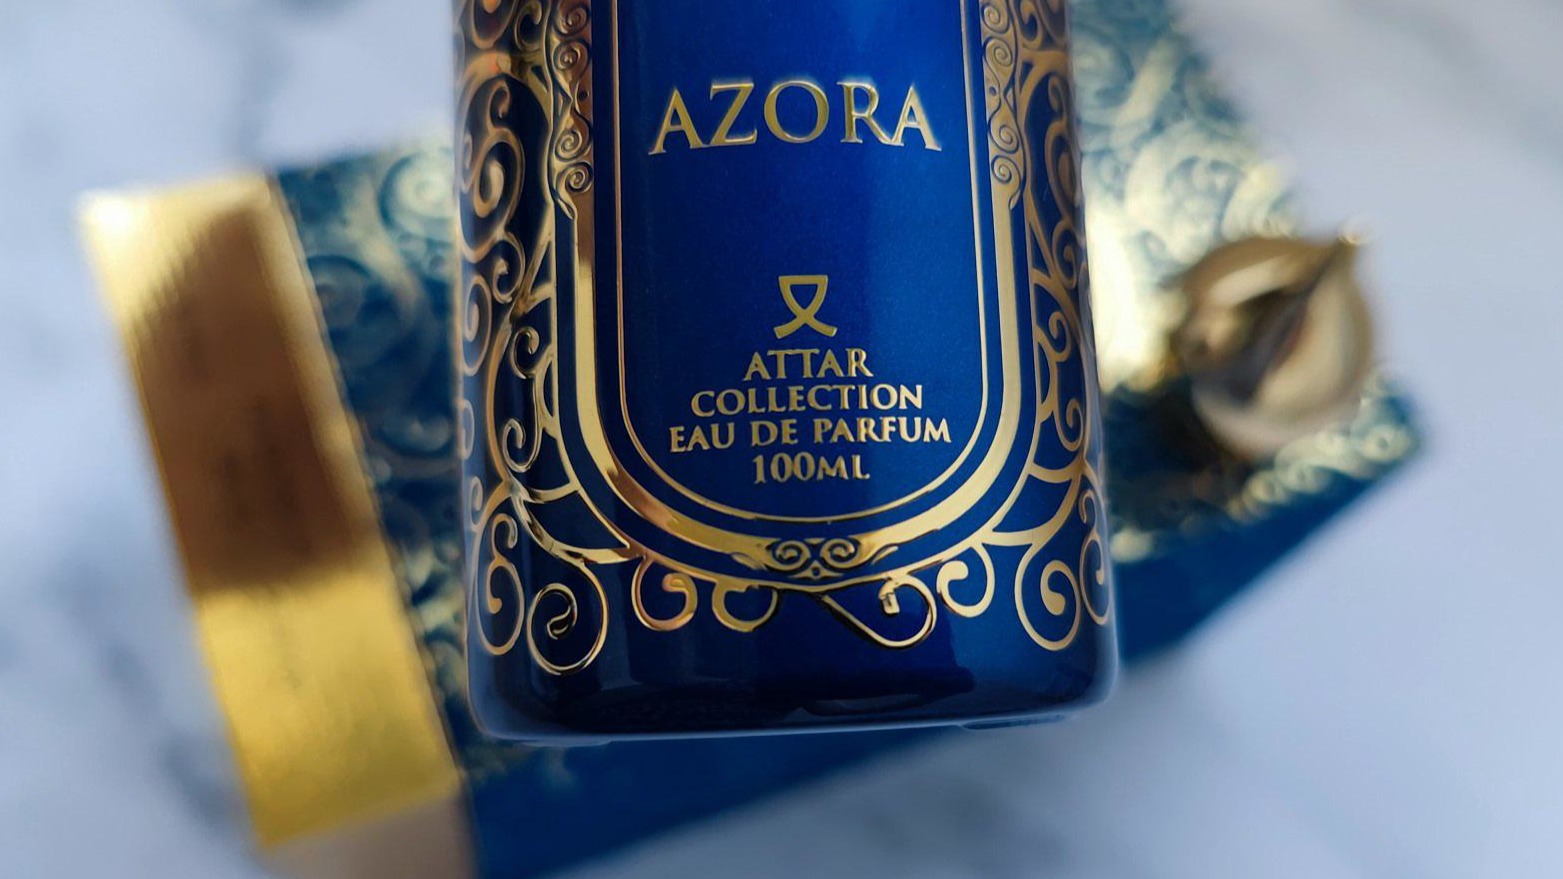 AZORA
ATTAR
COLLECTION
EAU DE PARFUM
100ML